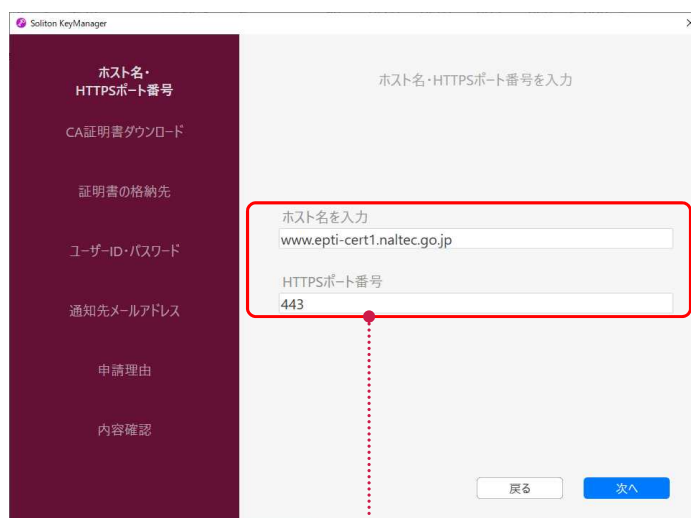 Soliton KeyManager
ホスト名・
HTTPSポート番号
CA証明書ダウンロード
証明書の格納先
ユーザーID・パスワード
通知先メールアドレス
申請理由
内容確認
ホスト名・HTTPSポート番号を入力
ホスト名を入力
www.epti-cert1.naltec.go.jp
HTTPSポート番号
443
戻る
次へ